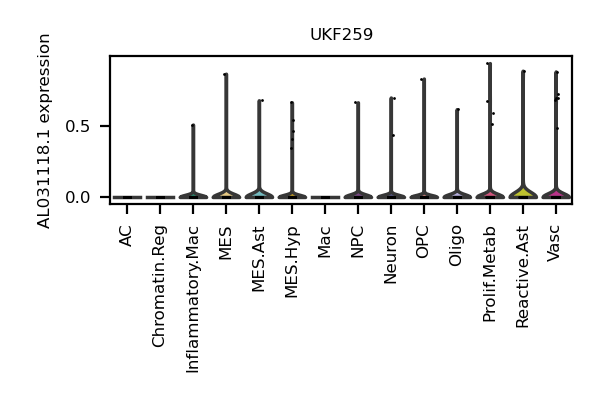 UKF259
AL031118.1 expression
0.5
0.0
AC
Chromatin.Reg
Inflammatory.Mac
MES
MES.Ast
MES.Hyp
Mac
NPC
Neuron
OPC
Oligo
Prolif.Metab
Reactive.Ast
Vasc